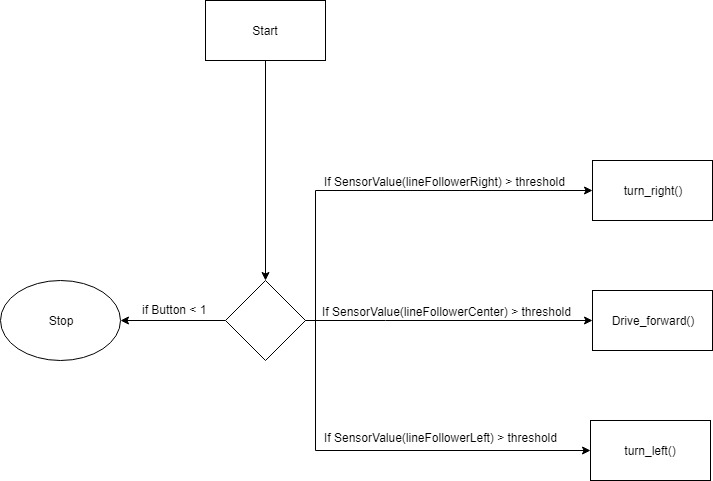 Start
If SensorValue(lineFollowerRight) > threshold
turn_right()
Stop
if Button < 1
If SensorValue(lineFollowerCenter) > threshold
Drive_forward()
If SensorValue(lineFollowerLeft) > threshold
turn_left()